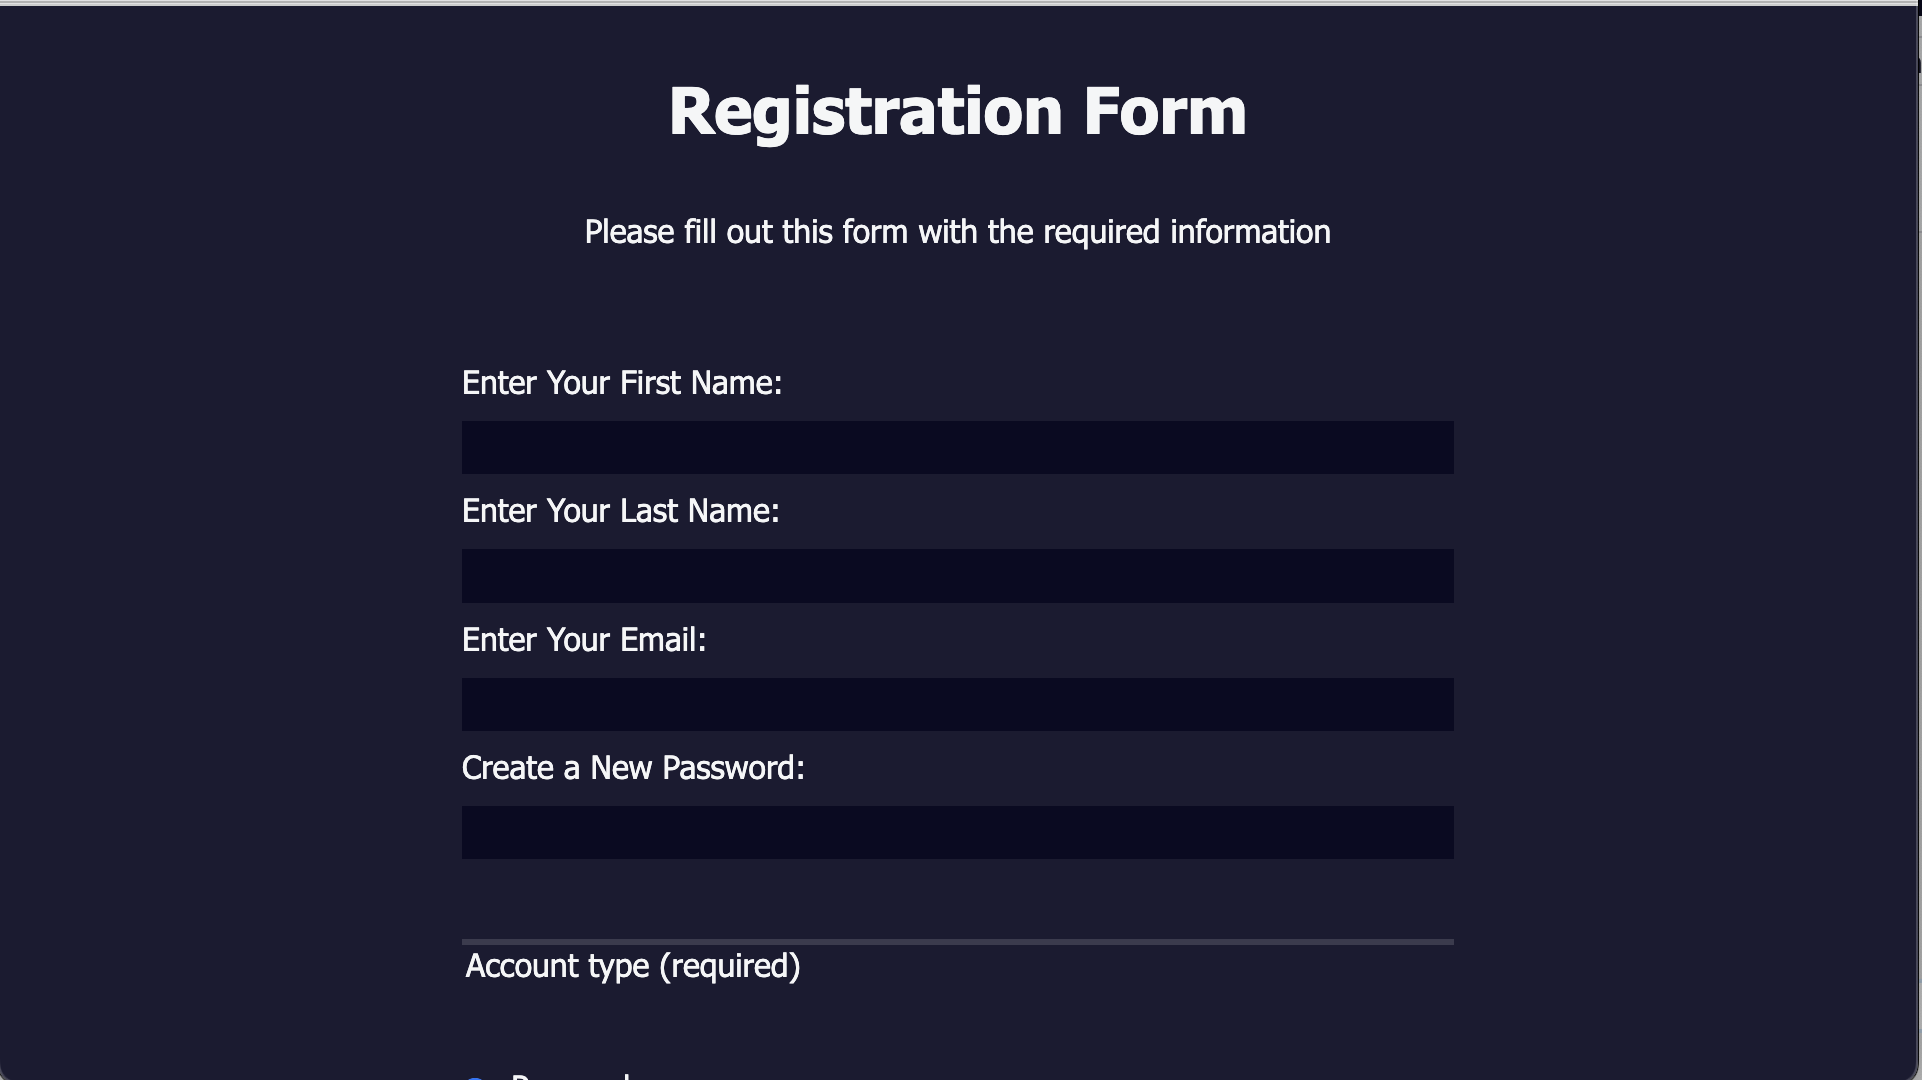 Registration Form
Please fill out this form with the required information
Enter Your First Name:
Enter Your Last Name:
Enter Your Email:
Create a New Password:
Account type (required)